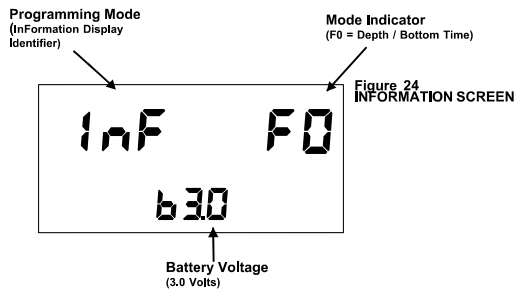 Programming Mode
(InFormation Display
Identifier)
Mode Indicator
(F0 = Depth / Bottom Time)
Figure 24
INFORMATION SCREEN
InF F0
b3.0
Battery Voltage
(3.0 Volts)